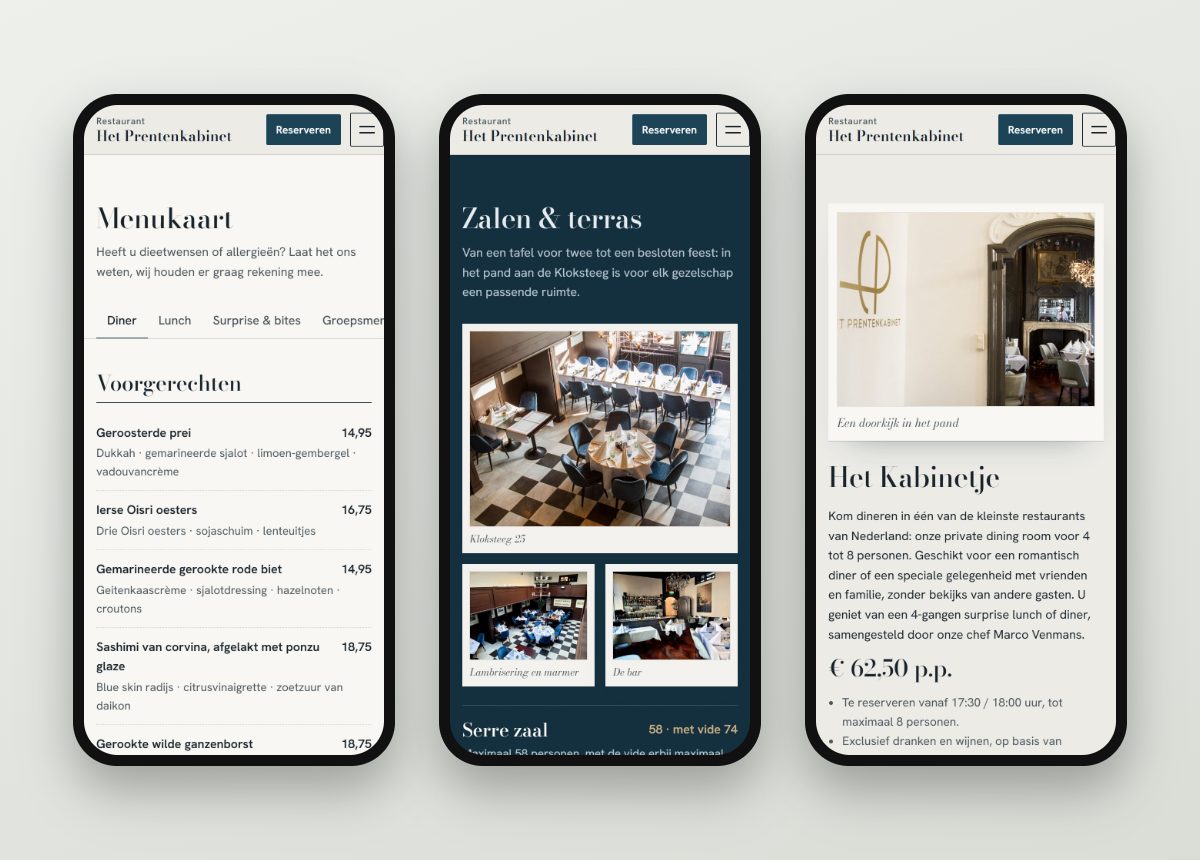 Restaurant
Het Prentenkabinet
Reserveren
Menukaart
Heeft u dieetwensen of allergieën? Laat het ons
weten, wij houden er graag rekening mee.
Diner Lunch Surprise & bites Groepsmen
Voorgerechten
Geroosterde prei 14,95
Dukkah · gemarineerde sjalot · limoen-gembergel ·
vadouvancrème
Ierse Oisri oesters 16,75
Drie Oisri oesters · sojaschuim · lenteuitjes
Gemarineerde gerookte rode biet 14,95
Geitenkaascrème · sjalotdressing · hazelnoten ·
croutons
Sashimi van corvina, afgelakt met ponzu 18,75
glaze
Blue skin radijs · citrusvinaigrette · zoetzuur van
daikon
Gerookte wilde ganzenborst 18,75
Restaurant
Het Prentenkabinet
Reserveren
Zalen & terras
Van een tafel voor twee tot een besloten feest: in
het pand aan de Kloksteeg is voor elk gezelschap
een passende ruimte.
Kloksteeg 25
Lambrisering en marmer
De bar
Serre zaal 58 · met vide 74
Maximaal 58 personen, met de vide erbij maximaal
Restaurant
Het Prentenkabinet
Reserveren
T PRENTENKABINET
Een doorkijk in het pand
Het Kabinetje
Kom dineren in één van de kleinste restaurants
van Nederland: onze private dining room voor 4
tot 8 personen. Geschikt voor een romantisch
diner of een speciale gelegenheid met vrienden
en familie, zonder bekijks van andere gasten. U
geniet van een 4-gangen surprise lunch of diner,
samengesteld door onze chef Marco Venmans.
€ 62,50 p.p.
• Te reserveren vanaf 17:30 / 18:00 uur, tot
maximaal 8 personen.
• Exclusief dranken en wijnen, op basis van